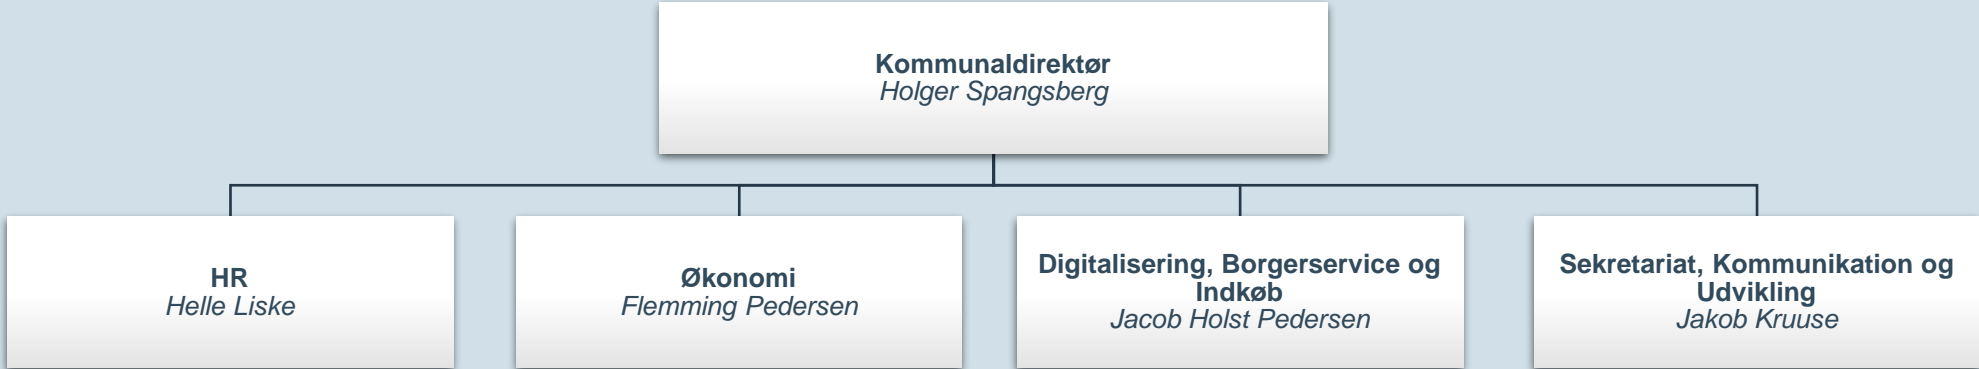 Kommunaldirektør
Holger Spangsberg
HR
Helle Liske
Økonomi
Flemming Pedersen
Digitalisering, Borgerservice og
Indkøb
Jacob Holst Pedersen
Sekretariat, Kommunikation og
Udvikling
Jakob Kruuse